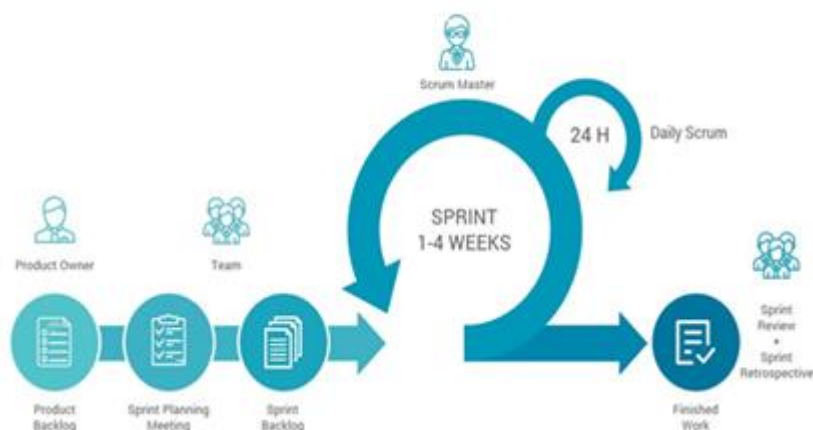 Scrum Master
24 H
Daily Scrum
SPRINT
1-4 WEEKS
Product Owner
Team
Sprint
Review
+
Sprint
Retrospective
Product
Backlog
Sprint Planning
Meeting
Sprint
Backlog
Finished
Work